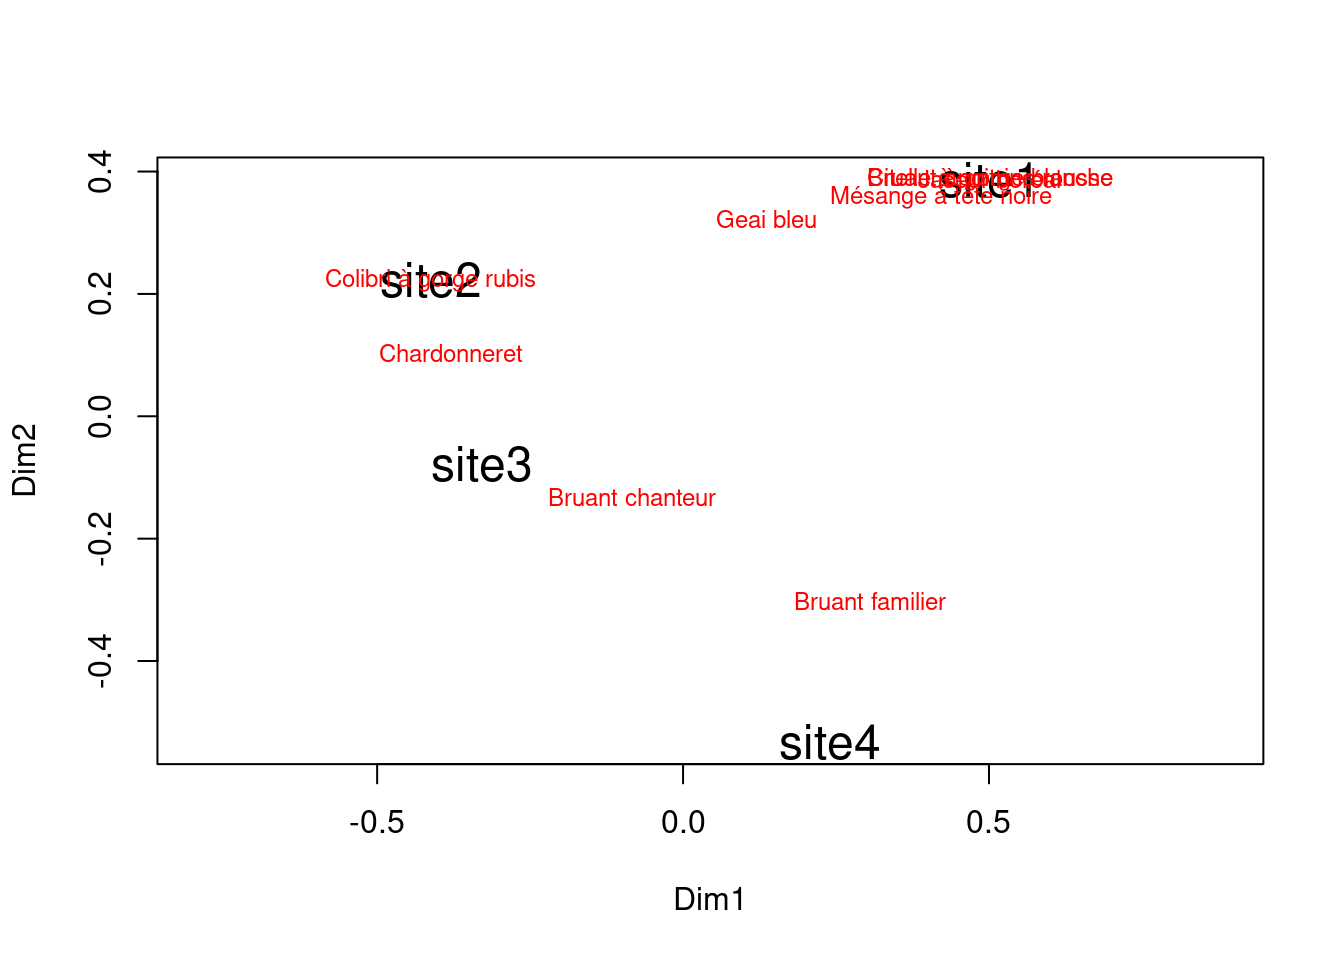 0.4
0.2
0.0
-0.2
-0.4
Dim2
site1
Mésange à tête noire
Geai bleu
site2
Colibri à gorge rubis
Chardonneret
site3
Bruant chanteur
Bruant familier
site4
-0.5
0.0
0.5
Dim1